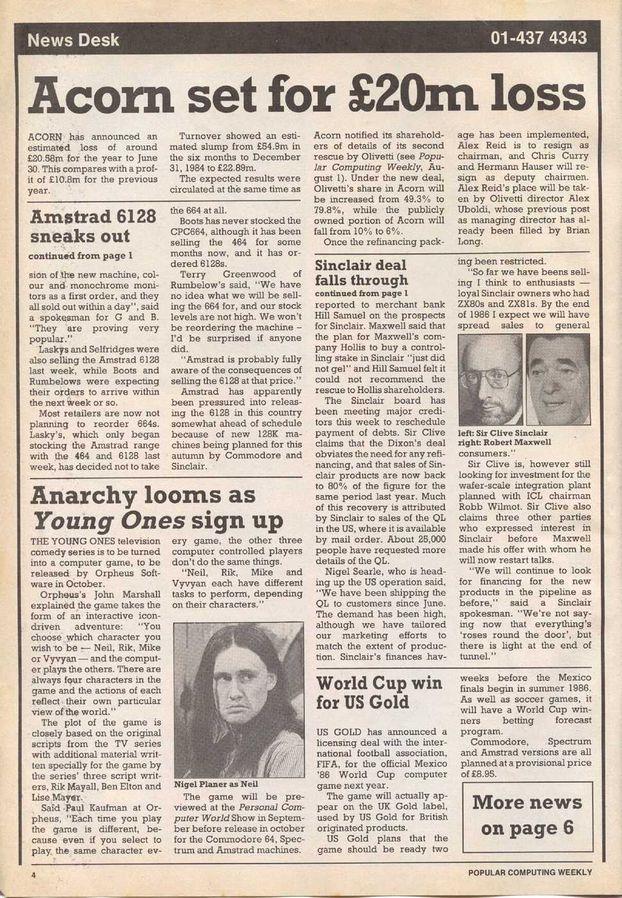 News Desk
01-437 4343
Acorn set for £20m loss
ACORN has announced an
estimated loss of around
£20.58m for the year to June
30. This compares with a prof-
it of £10.8m for the previous
year.
Turnover showed an esti-
mated slump from £54.9m in
the six months to December
31, 1984 to £22.89m.
The expected results were
circulated at the same time as
Acorn notified its sharehold-
ers of details of its second
rescue by Olivetti (see Popu-
lar Computing Weekly, Au-
gust 1). Under the new deal,
Olivetti's share in Acorn will
be increased from 49.3% to
79.8%, while the publicly
owned portion of Acorn will
fall from 10% to 6%.
Once the refinancing pack-
age has been implemented,
Alex Reid is to resign as
chairman, and Chris Curry
and Hermann Hauser will re-
sign as deputy chairmen.
Alex Reid's place will be tak-
en by Olivetti director Alex
Uboldi, whose previous post
as managing director has al-
ready been filled by Brian
Long.
Amstrad 6128
sneaks out
continued from page 1
sion of the new machine, col-
our and monochrome moni-
tors as a first order, and they
all sold out within a day", said
a spokesman for G and B.
"They are proving very
popular."
Laskys and Selfridges were
also selling the Amstrad 6128
last week, while Boots and
Rumbelows were expecting
their orders to arrive within
the next week or so.
Most retailers are now not
planning to reorder 664s.
Lasky's, which only began
stocking the Amstrad range
with the 464 and 6128 last
week, has decided not to take
the 664 at all.
Boots has never stocked the
CPC664, although it has been
selling the 464 for some
months now, and it has or-
dered 6128s.
Terry Greenwood of
Rumbelow's said, "We have
no idea what we will be sell-
ing the 664 for, and our stock
levels are not high. We won't
be reordering the machine –
I'd be surprised if anyone
did.
"Amstrad is probably fully
aware of the consequences of
selling the 6128 at that price."
Amstrad has apparently
been pressured into releas-
ing the 6128 in this country
somewhat ahead of schedule
because of new 128K ma-
chines being planned for this
autumn by Commodore and
Sinclair.
Anarchy looms as
Young Ones sign up
THE YOUNG ONES television
comedy series is to be turned
into a computer game, to be
released by Orpheus Soft-
ware in October.
Orpheus's John Marshall
explained the game takes the
form of an interactive icon-
driven adventure: "You
choose which character you
wish to be — Neil, Rik, Mike
or Vyvyan — and the comput-
er plays the others. There are
always four characters in the
game and the actions of each
reflect their own particular
view of the world."
The plot of the game is
closely based on the original
scripts from the TV series
with additional material writ-
ten specially for the game by
the series' three script writ-
ers, Rik Mayall, Ben Elton and
Lise Mayer.
Said Paul Kaufman at Or-
pheus, "Each time you play
the game is different, be-
cause even if you select to
play the same character ev-
ery game, the other three
computer controlled players
don't do the same things.
"Neil, Rik, Mike and
Vyvyan each have different
tasks to perform, depending
on their characters."
Nigel Planer as Neil
The game will be pre-
viewed at the Personal Com-
puter World Show in Septem-
ber before release in october
for the Commodore 64, Spec-
trum and Amstrad machines.
Sinclair deal
falls through
continued from page 1
reported to merchant bank
Hill Samuel on the prospects
for Sinclair. Maxwell said that
the plan for Maxwell's com-
pany Hollis to buy a control-
ling stake in Sinclair "just did
not gel" and Hill Samuel felt it
could not recommend the
rescue to Hollis shareholders.
The Sinclair board has
been meeting major credi-
tors this week to reschedule
payment of debts. Sir Clive
claims that the Dixon's deal
obviates the need for any refi-
nancing, and that sales of Sin-
clair products are now back
to 80% of the figure for the
same period last year. Much
of this recovery is attributed
by Sinclair to sales of the QL
in the US, where it is available
by mail order. About 25,000
people have requested more
details of the QL.
Nigel Searle, who is head-
ing up the US operation said,
"We have been shipping the
QL to customers since June.
The demand has been high,
although we have tailored
our marketing efforts to
match the extent of produc-
tion. Sinclair's finances hav-
ing been restricted.
"So far we have beens sell-
ing I think to enthusiasts —
loyal Sinclair owners who had
ZX80s and ZX81s. By the end
of 1986 I expect we will have
spread sales to general
left: Sir Clive Sinclair
right: Robert Maxwell
consumers."
Sir Clive is, however still
looking for investment for the
wafer-scale integration plant
planned with ICL chairman
Robb Wilmot. Sir Clive also
claims three other parties
who expressed interest in
Sinclair before Maxwell
made his offer with whom he
will now restart talks.
"We will continue to look
for financing for the new
products in the pipeline as
before," said a Sinclair
spokesman. "We're not say-
ing now that everything's
'roses round the door', but
there is light at the end of
tunnel."
World Cup win
for US Gold
US GOLD has announced a
licensing deal with the inter-
national football association,
FIFA, for the official Mexico
'86 World Cup computer
game next year.
The game will actually ap-
pear on the UK Gold label,
used by US Gold for British
originated products.
US Gold plans that the
game should be ready two
weeks before the Mexico
finals begin in summer 1986.
As well as soccer games, it
will have a World Cup win-
ners betting forecast
program.
Commodore, Spectrum
and Amstrad versions are all
planned at a provisional price
of £8.95.
More news
on page 6
4
POPULAR COMPUTING WEEKLY